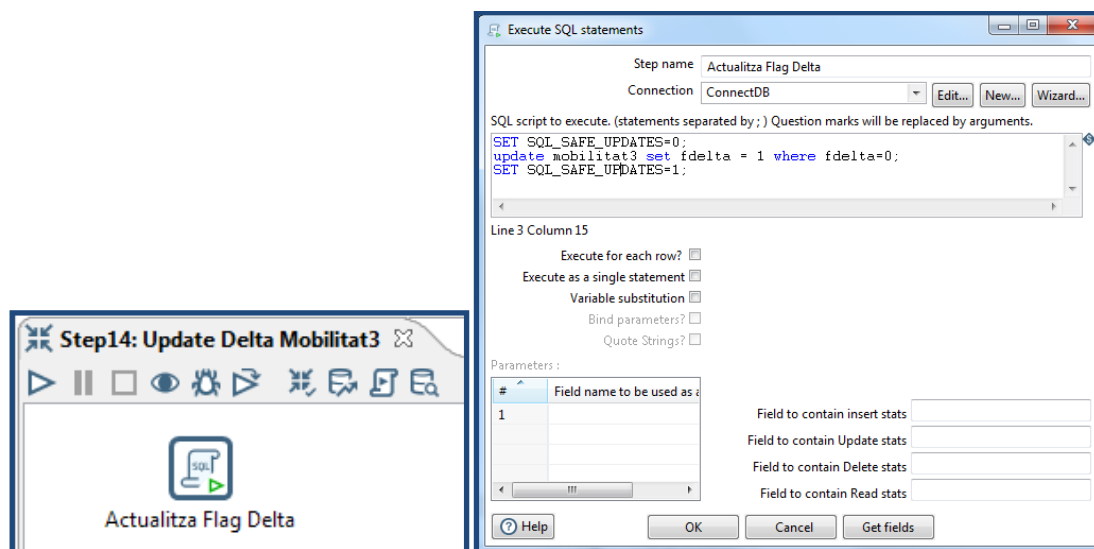 Step14: Update Delta Mobilitat3
SQL
Actualitza Flag Delta
Execute SQL statements
Step name Actualitza Flag Delta
Connection ConnectDB Edit... New... Wizard...
SQL script to execute. (statements separated by ; ) Question marks will be replaced by arguments.
SET SQL_SAFE_UPDATES=0;
update mobilitat3 set fdelta = 1 where fdelta=0;
SET SQL_SAFE_UPDATES=1;
Line 3 Column 15
Execute for each row?
Execute as a single statement
Variable substitution
Bind parameters?
Quote Strings?
Parameters :
# Field name to be used as a
1
Field to contain insert stats
Field to contain Update stats
Field to contain Delete stats
Field to contain Read stats
Help OK Cancel Get fields